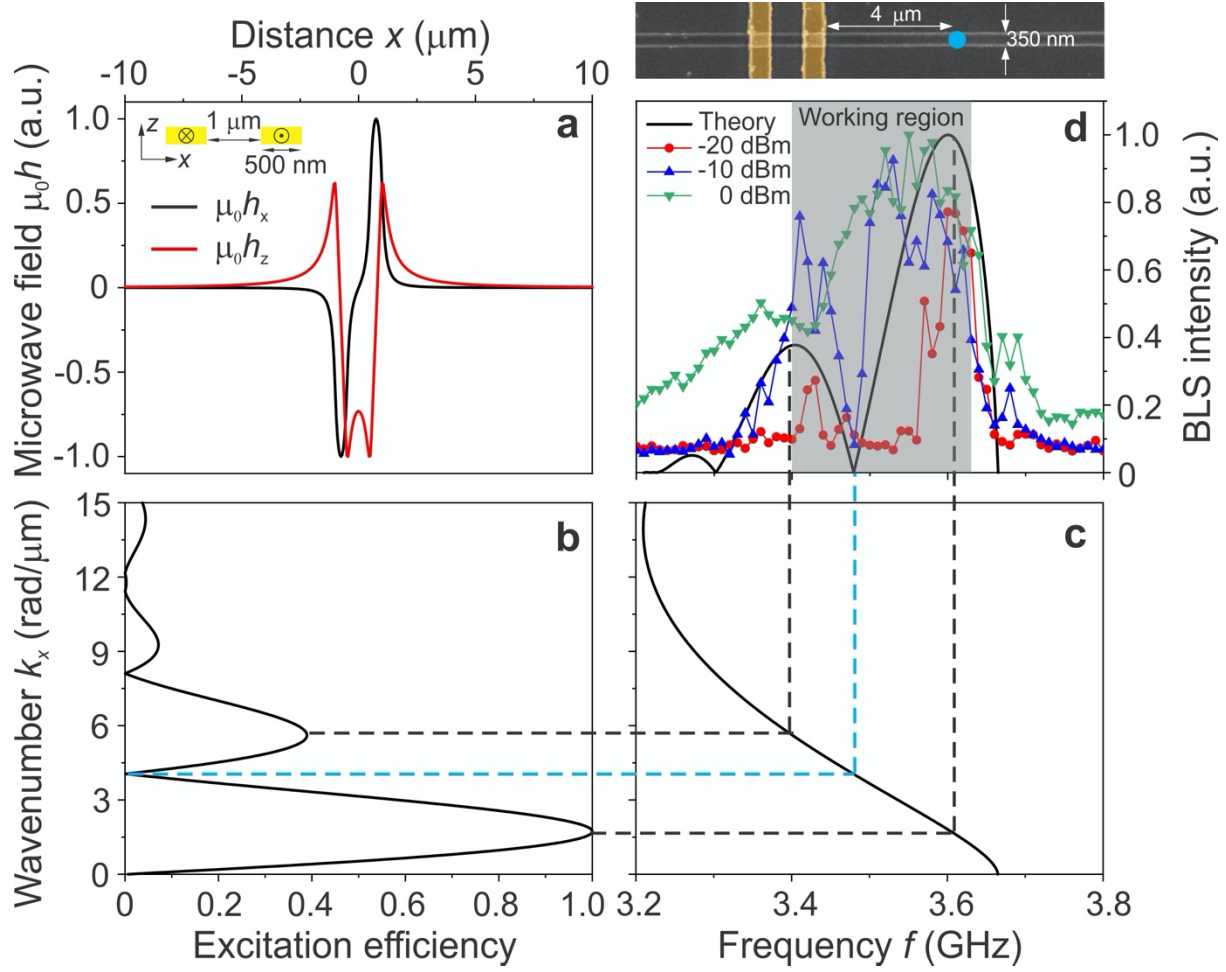 Distance x (μm)
-10 -5 0 5 10
4 μm
350 nm
Microwave field μ₀h (a.u.)
1.0
0.5
0
-0.5
-1.0
z
x
1 μm
500 nm
μ₀hₓ
μ₀h_z
a
Theory
-20 dBm
-10 dBm
0 dBm
Working region
d
1.0
0.8
0.6
0.4
0.2
0
BLS intensity (a.u.)
Wavenumber kₓ (rad/μm)
15
12
9
6
3
0
b
0 0.2 0.4 0.6 0.8 1.0
Excitation efficiency
c
3.2 3.4 3.6 3.8
Frequency f (GHz)